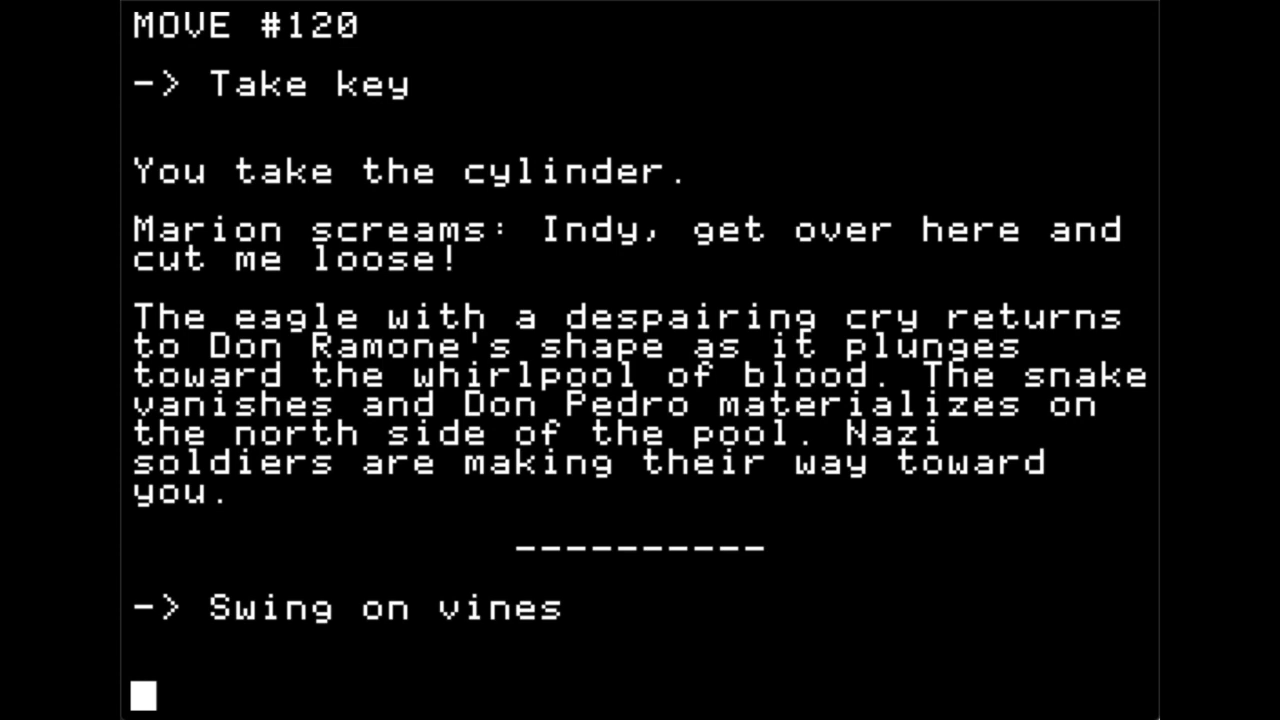 MOVE #120
-> Take key
You take the cylinder.
Marion screams: Indy, get over here and
cut me loose!
The eagle with a despairing cry returns
to Don Ramone's shape as it plunges
toward the whirlpool of blood. The snake
vanishes and Don Pedro materializes on
the north side of the pool. Nazi
soldiers are making their way toward
you.
----------
-> Swing on vines